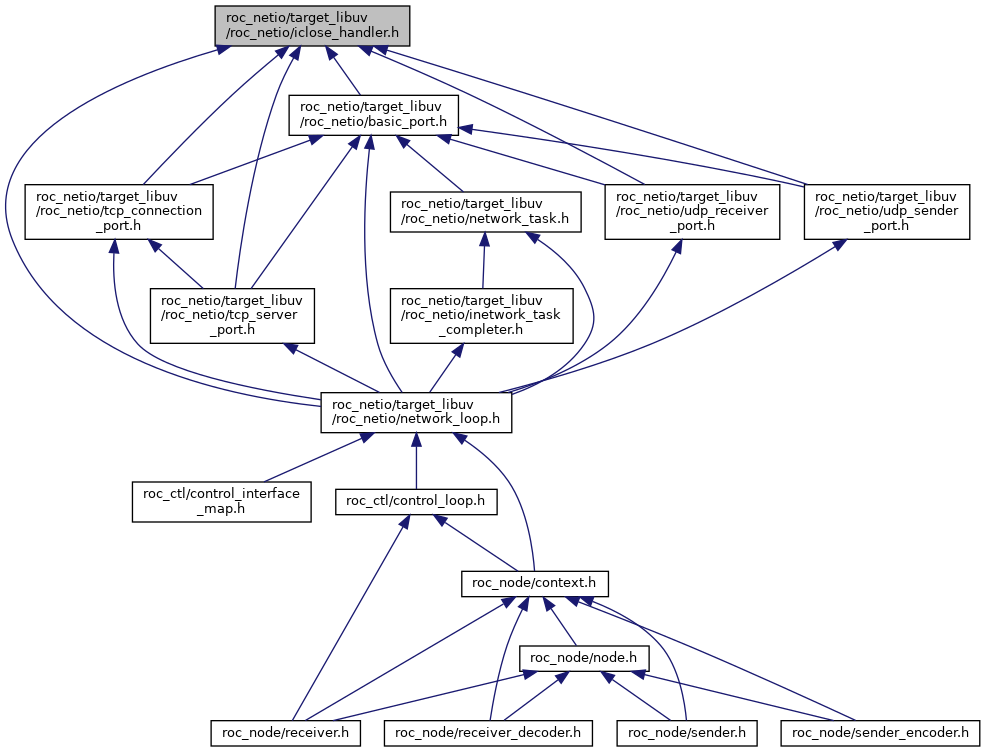 roc_netio/target_libuv
/roc_netio/iclose_handler.h
roc_netio/target_libuv
/roc_netio/basic_port.h
roc_netio/target_libuv
/roc_netio/tcp_connection
_port.h
roc_netio/target_libuv
/roc_netio/network_task.h
roc_netio/target_libuv
/roc_netio/udp_receiver
_port.h
roc_netio/target_libuv
/roc_netio/udp_sender
_port.h
roc_netio/target_libuv
/roc_netio/tcp_server
_port.h
roc_netio/target_libuv
/roc_netio/inetwork_task
_completer.h
roc_netio/target_libuv
/roc_netio/network_loop.h
roc_ctl/control_interface
_map.h
roc_ctl/control_loop.h
roc_node/context.h
roc_node/node.h
roc_node/receiver.h
roc_node/receiver_decoder.h
roc_node/sender.h
roc_node/sender_encoder.h